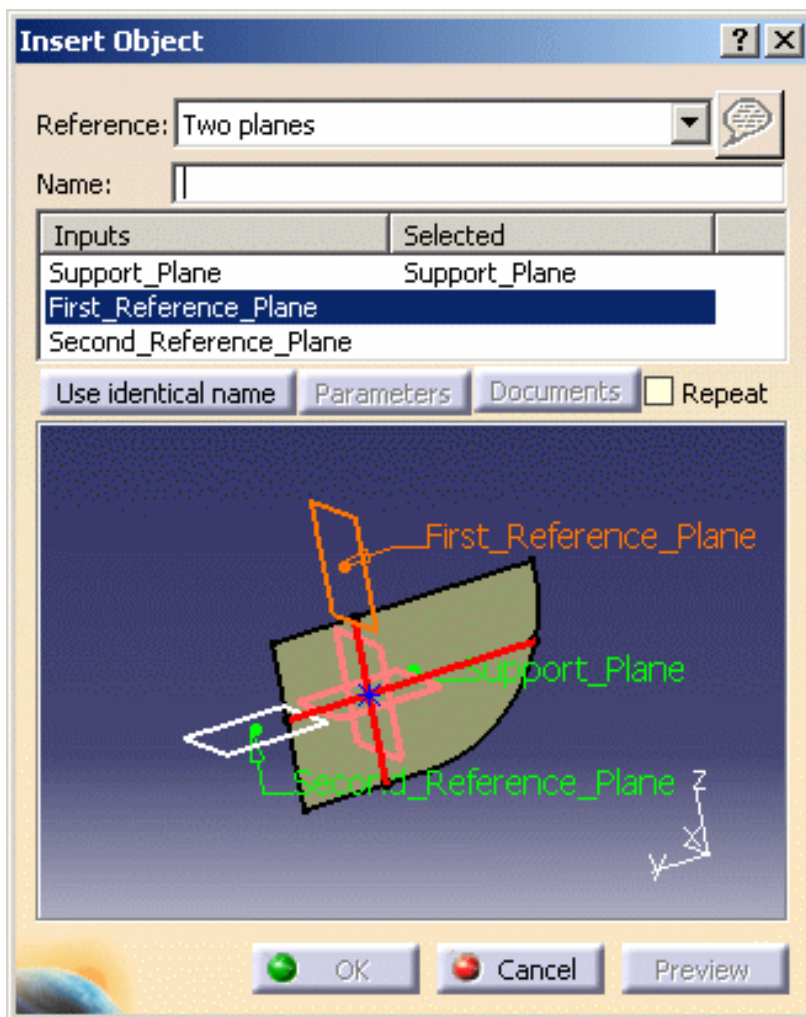 Insert Object
Reference: Two planes
Name:
Inputs Selected
Support_Plane Support_Plane
First_Reference_Plane
Second_Reference_Plane
Use identical name Parameters Documents Repeat
First_Reference_Plane
Support_Plane
Second_Reference_Plane
z
x
y
OK Cancel Preview